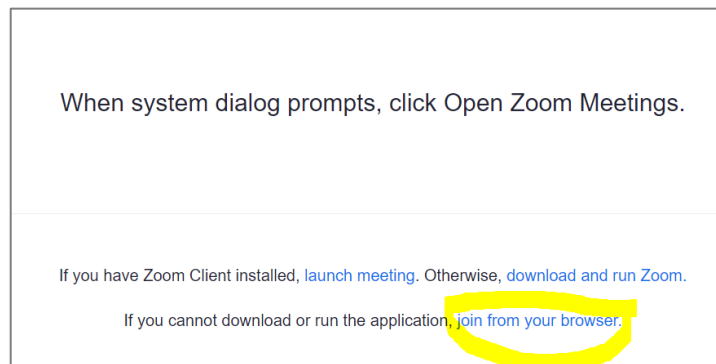 When system dialog prompts, click Open Zoom Meetings.
If you have Zoom Client installed, launch meeting. Otherwise, download and run Zoom.
If you cannot download or run the application, join from your browser.